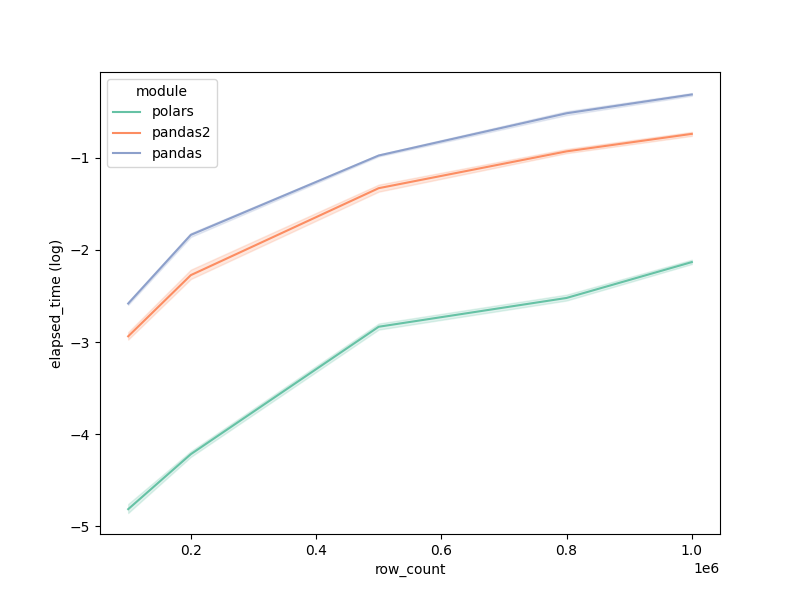 module
polars
pandas2
pandas
−1
−2
−3
−4
−5
elapsed_time (log)
0.2 0.4 0.6 0.8 1.0
1e6
row_count